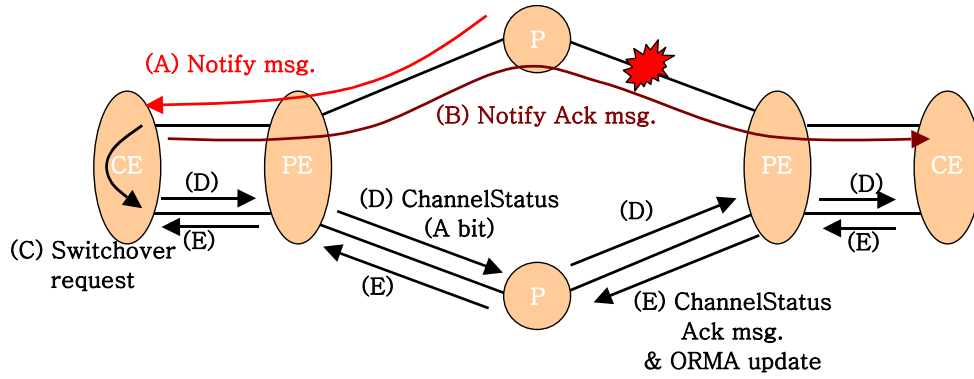 P
(A) Notify msg.
(B) Notify Ack msg.
CE
PE
PE
CE
(D)
(D) ChannelStatus
(A bit)
(D)
(D)
(E)
(E)
(C) Switchover
request
(E)
P
(E) ChannelStatus
Ack msg.
& ORMA update